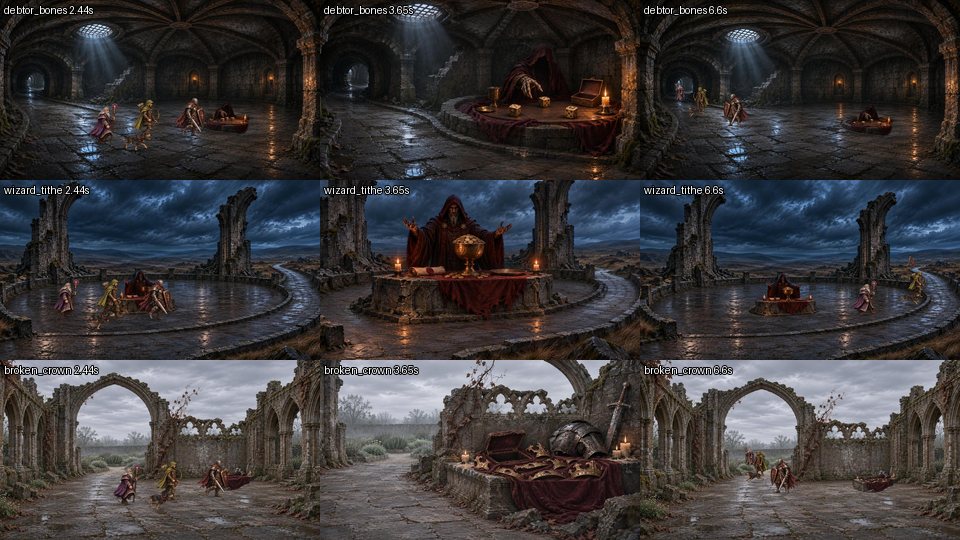 debtor_bones 2.44s
debtor_bones 3.65s
debtor_bones 6.6s
wizard_tithe 2.44s
wizard_tithe 3.65s
wizard_tithe 6.6s
broken_crown 2.44s
broken_crown 3.65s
broken_crown 6.6s